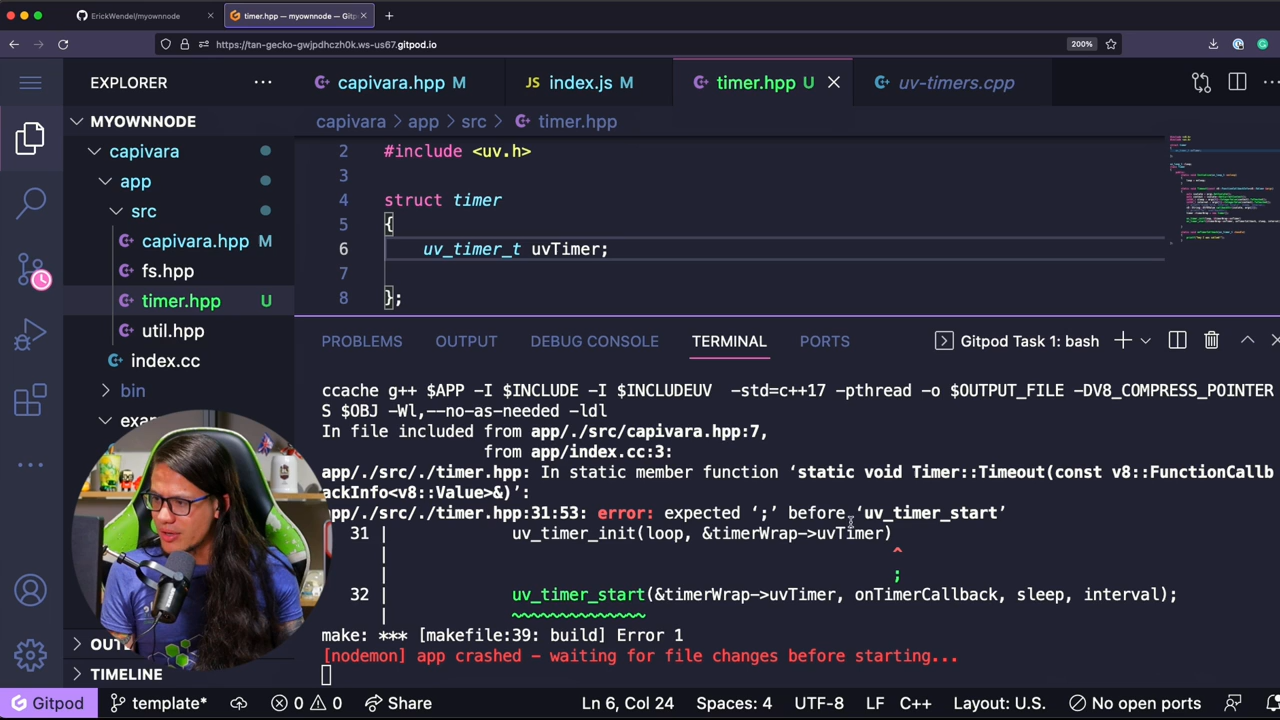 ErickWendel/myownnode
timer.hpp — myownnode — Gitp
https://tan-gecko-gwjpdhczh0k.ws-us67.gitpod.io
200%
EXPLORER
capivara.hpp M
JS index.js M
timer.hpp U
uv-timers.cpp
MYOWNNODE
capivara > app > src > timer.hpp
capivara
app
src
capivara.hpp M
fs.hpp
timer.hpp U
util.hpp
index.cc
bin
exa
2 #include <uv.h>
3
4 struct timer
5 {
6 uv_timer_t uvTimer;
7
8 };
PROBLEMS OUTPUT DEBUG CONSOLE TERMINAL PORTS
Gitpod Task 1: bash
ccache g++ $APP -I $INCLUDE -I $INCLUDEUV  -std=c++17 -pthread -o $OUTPUT_FILE -DV8_COMPRESS_POINTER
S $OBJ -Wl,--no-as-needed -ldl
In file included from app/./src/capivara.hpp:7,
from app/index.cc:3:
app/./src/./timer.hpp: In static member function ‘static void Timer::Timeout(const v8::FunctionCallb
ackInfo<v8::Value>&)’:
app/./src/./timer.hpp:31:53: error: expected ‘;’ before ‘uv_timer_start’
31 | uv_timer_init(loop, &timerWrap->uvTimer)
| ^
| ;
32 | uv_timer_start(&timerWrap->uvTimer, onTimerCallback, sleep, interval);
| ~~~~~~~~~~~~~~
make: *** [makefile:39: build] Error 1
[nodemon] app crashed - waiting for file changes before starting...
OUT
TIMELINE
Gitpod
template*
0 0
Share
Ln 6, Col 24
Spaces: 4
UTF-8
LF
C++
Layout: U.S.
No open ports